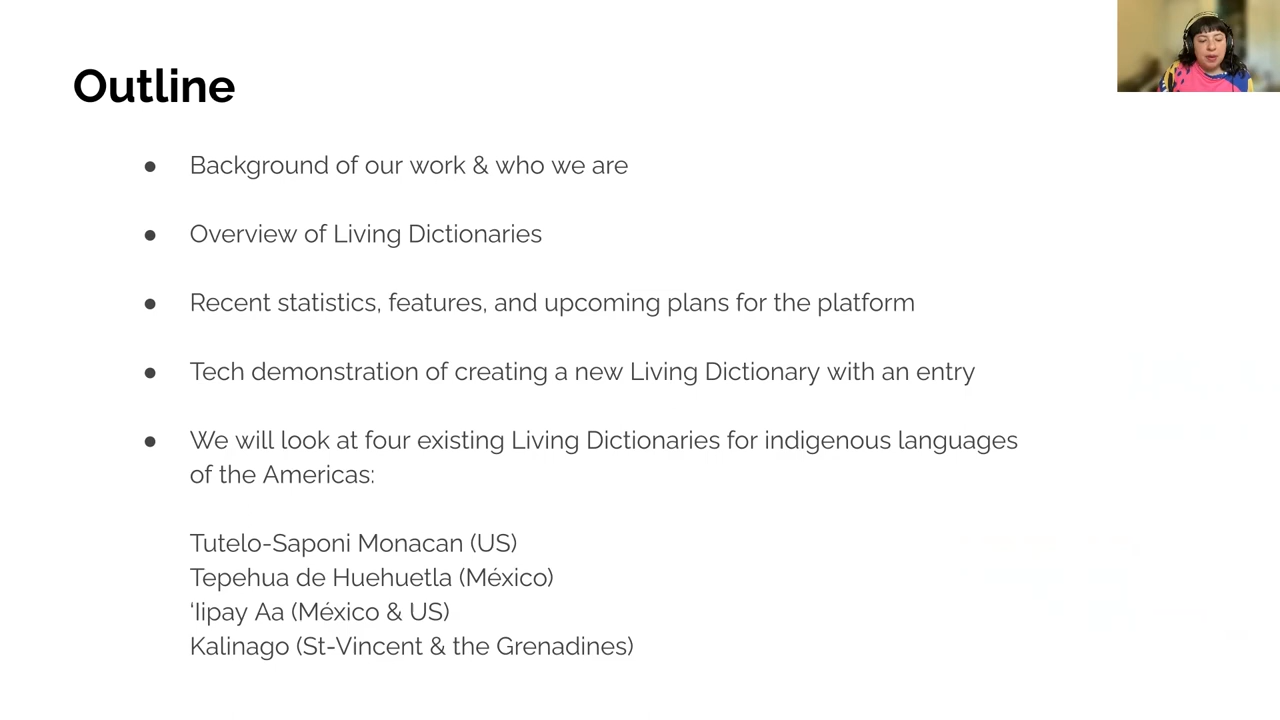 Outline
● Background of our work & who we are
● Overview of Living Dictionaries
● Recent statistics, features, and upcoming plans for the platform
● Tech demonstration of creating a new Living Dictionary with an entry
● We will look at four existing Living Dictionaries for indigenous languages
of the Americas:
Tutelo-Saponi Monacan (US)
Tepehua de Huehuetla (México)
‘Iipay Aa (México & US)
Kalinago (St-Vincent & the Grenadines)